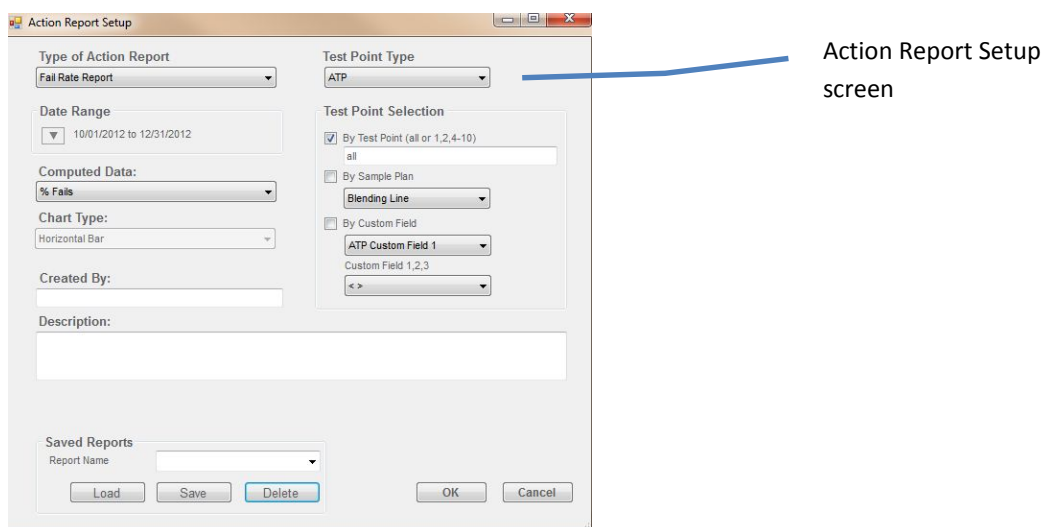 Action Report Setup
Type of Action Report
Fail Rate Report
Date Range
10/01/2012 to 12/31/2012
Computed Data:
% Fails
Chart Type:
Horizontal Bar
Created By:
Test Point Type
ATP
Test Point Selection
By Test Point (all or 1,2,4-10)
all
By Sample Plan
Blending Line
By Custom Field
ATP Custom Field 1
Custom Field 1,2,3
< >
Description:
Saved Reports
Report Name
Load Save Delete OK Cancel
Action Report Setup
screen